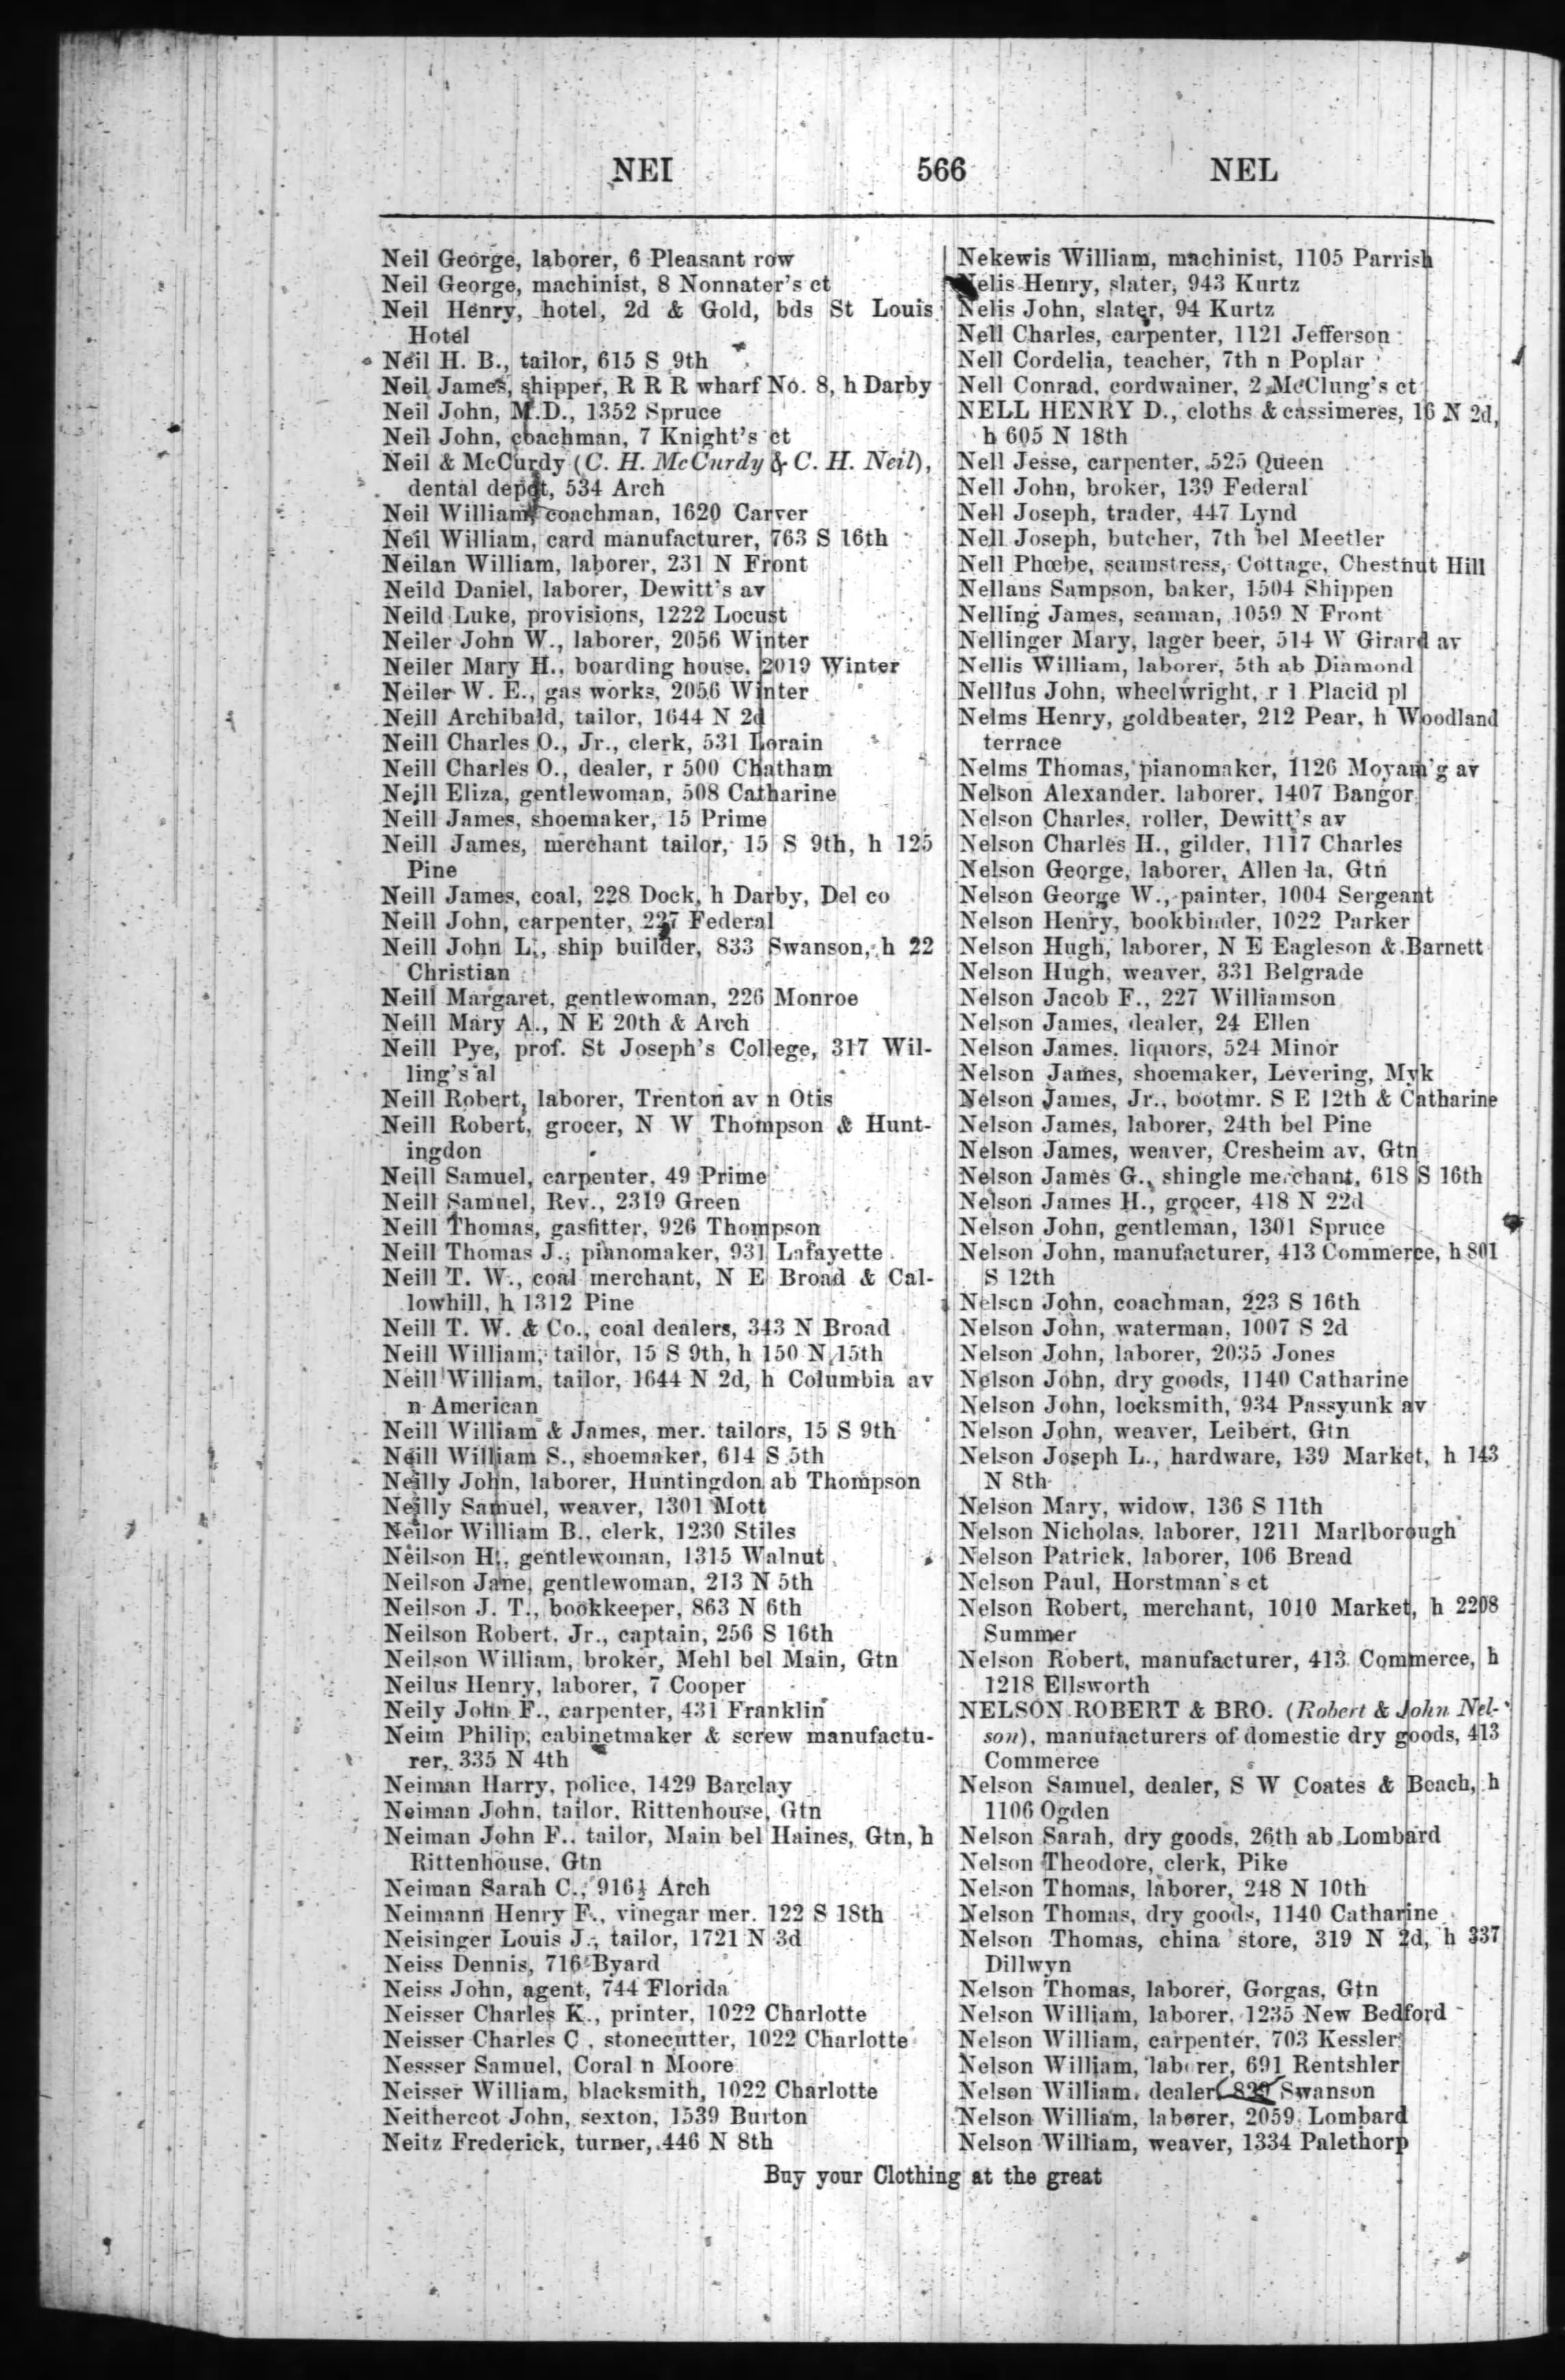 NEI 566 NEL
Neil George, laborer, 6 Pleasant row
Neil George, machinist, 8 Nonnater's ct
Neil Henry, hotel, 2d & Gold, bds St Louis
Hotel
Neil H. B., tailor, 615 S 9th
Neil James, shipper, R R R wharf No. 8, h Darby
Neil John, M.D., 1352 Spruce
Neil John, coachman, 7 Knight's ct
Neil & McCurdy (C. H. McCurdy & C. H. Neil),
dental depot, 534 Arch
Neil William, coachman, 1620 Carver
Neil William, card manufacturer, 763 S 16th
Neilan William, laborer, 231 N Front
Neild Daniel, laborer, Dewitt's av
Neild Luke, provisions, 1222 Locust
Neiler John W., laborer, 2056 Winter
Neiler Mary H., boarding house, 2019 Winter
Neiler W. E., gas works, 2056 Winter
Neill Archibald, tailor, 1644 N 2d
Neill Charles O., Jr., clerk, 531 Lorain
Neill Charles O., dealer, r 500 Chatham
Neill Eliza, gentlewoman, 508 Catharine
Neill James, shoemaker, 15 Prime
Neill James, merchant tailor, 15 S 9th, h 125
Pine
Neill James, coal, 228 Dock, h Darby, Del co
Neill John, carpenter, 227 Federal
Neill John L., ship builder, 833 Swanson, h 22
Christian
Neill Margaret, gentlewoman, 226 Monroe
Neill Mary A., N E 20th & Arch
Neill Pye, prof. St Joseph's College, 317 Wil-
ling's al
Neill Robert, laborer, Trenton av n Otis
Neill Robert, grocer, N W Thompson & Hunt-
ingdon
Neill Samuel, carpenter, 49 Prime
Neill Samuel, Rev., 2319 Green
Neill Thomas, gasfitter, 926 Thompson
Neill Thomas J., pianomaker, 931 Lafayette
Neill T. W., coal merchant, N E Broad & Cal-
lowhill, h 1312 Pine
Neill T. W. & Co., coal dealers, 343 N Broad
Neill William, tailor, 15 S 9th, h 150 N 15th
Neill William, tailor, 1644 N 2d, h Columbia av
n American
Neill William & James, mer. tailors, 15 S 9th
Neill William S., shoemaker, 614 S 5th
Neilly John, laborer, Huntingdon ab Thompson
Neilly Samuel, weaver, 1301 Mott
Neilor William B., clerk, 1230 Stiles
Neilson H., gentlewoman, 1315 Walnut
Neilson Jane, gentlewoman, 213 N 5th
Neilson J. T., bookkeeper, 863 N 6th
Neilson Robert, Jr., captain, 256 S 16th
Neilson William, broker, Mehl bel Main, Gtn
Neilus Henry, laborer, 7 Cooper
Neily John F., carpenter, 431 Franklin
Neim Philip, cabinetmaker & screw manufactu-
rer, 335 N 4th
Neiman Harry, police, 1429 Barclay
Neiman John, tailor, Rittenhouse, Gtn
Neiman John F., tailor, Main bel Haines, Gtn, h
Rittenhouse, Gtn
Neiman Sarah C., 916½ Arch
Neimann Henry F., vinegar mer. 122 S 18th
Neisinger Louis J., tailor, 1721 N 3d
Neiss Dennis, 716 Byard
Neiss John, agent, 744 Florida
Neisser Charles K., printer, 1022 Charlotte
Neisser Charles C , stonecutter, 1022 Charlotte
Nessser Samuel, Coral n Moore
Neisser William, blacksmith, 1022 Charlotte
Neithercot John, sexton, 1539 Burton
Neitz Frederick, turner, 446 N 8th
Nekewis William, machinist, 1105 Parrish
Nelis Henry, slater, 943 Kurtz
Nelis John, slater, 94 Kurtz
Nell Charles, carpenter, 1121 Jefferson
Nell Cordelia, teacher, 7th n Poplar
Nell Conrad, cordwainer, 2 McClung's ct
NELL HENRY D., cloths & cassimeres, 16 N 2d,
h 605 N 18th
Nell Jesse, carpenter, 525 Queen
Nell John, broker, 139 Federal
Nell Joseph, trader, 447 Lynd
Nell Joseph, butcher, 7th bel Meetler
Nell Phœbe, seamstress, Cottage, Chestnut Hill
Nellans Sampson, baker, 1504 Shippen
Nelling James, seaman, 1059 N Front
Nellinger Mary, lager beer, 514 W Girard av
Nellis William, laborer, 5th ab Diamond
Nellius John, wheelwright, r 1 Placid pl
Nelms Henry, goldbeater, 212 Pear, h Woodland
terrace
Nelms Thomas, pianomaker, 1126 Moyam'g av
Nelson Alexander, laborer, 1407 Bangor
Nelson Charles, roller, Dewitt's av
Nelson Charles H., gilder, 1117 Charles
Nelson George, laborer, Allen la, Gtn
Nelson George W., painter, 1004 Sergeant
Nelson Henry, bookbinder, 1022 Parker
Nelson Hugh, laborer, N E Eagleson & Barnett
Nelson Hugh, weaver, 331 Belgrade
Nelson Jacob F., 227 Williamson
Nelson James, dealer, 24 Ellen
Nelson James, liquors, 524 Minor
Nelson James, shoemaker, Levering, Myk
Nelson James, Jr., bootmr. S E 12th & Catharine
Nelson James, laborer, 24th bel Pine
Nelson James, weaver, Cresheim av, Gtn
Nelson James G., shingle merchant, 618 S 16th
Nelson James H., grocer, 418 N 22d
Nelson John, gentleman, 1301 Spruce
Nelson John, manufacturer, 413 Commerce, h 801
S 12th
Nelson John, coachman, 223 S 16th
Nelson John, waterman, 1007 S 2d
Nelson John, laborer, 2035 Jones
Nelson John, dry goods, 1140 Catharine
Nelson John, locksmith, 934 Passyunk av
Nelson John, weaver, Leibert, Gtn
Nelson Joseph L., hardware, 139 Market, h 143
N 8th
Nelson Mary, widow, 136 S 11th
Nelson Nicholas, laborer, 1211 Marlborough
Nelson Patrick, laborer, 106 Bread
Nelson Paul, Horstman's ct
Nelson Robert, merchant, 1010 Market, h 2208
Summer
Nelson Robert, manufacturer, 413 Commerce, h
1218 Ellsworth
NELSON ROBERT & BRO. (Robert & John Nel-
son), manufacturers of domestic dry goods, 413
Commerce
Nelson Samuel, dealer, S W Coates & Beach, h
1106 Ogden
Nelson Sarah, dry goods, 26th ab Lombard
Nelson Theodore, clerk, Pike
Nelson Thomas, laborer, 248 N 10th
Nelson Thomas, dry goods, 1140 Catharine
Nelson Thomas, china store, 319 N 2d, h 337
Dillwyn
Nelson Thomas, laborer, Gorgas, Gtn
Nelson William, laborer, 1235 New Bedford
Nelson William, carpenter, 703 Kessler
Nelson William, laborer, 691 Rentshler
Nelson William, dealer Swanson
Nelson William, laborer, 2059 Lombard
Nelson William, weaver, 1334 Palethorp
Buy your Clothing at the great